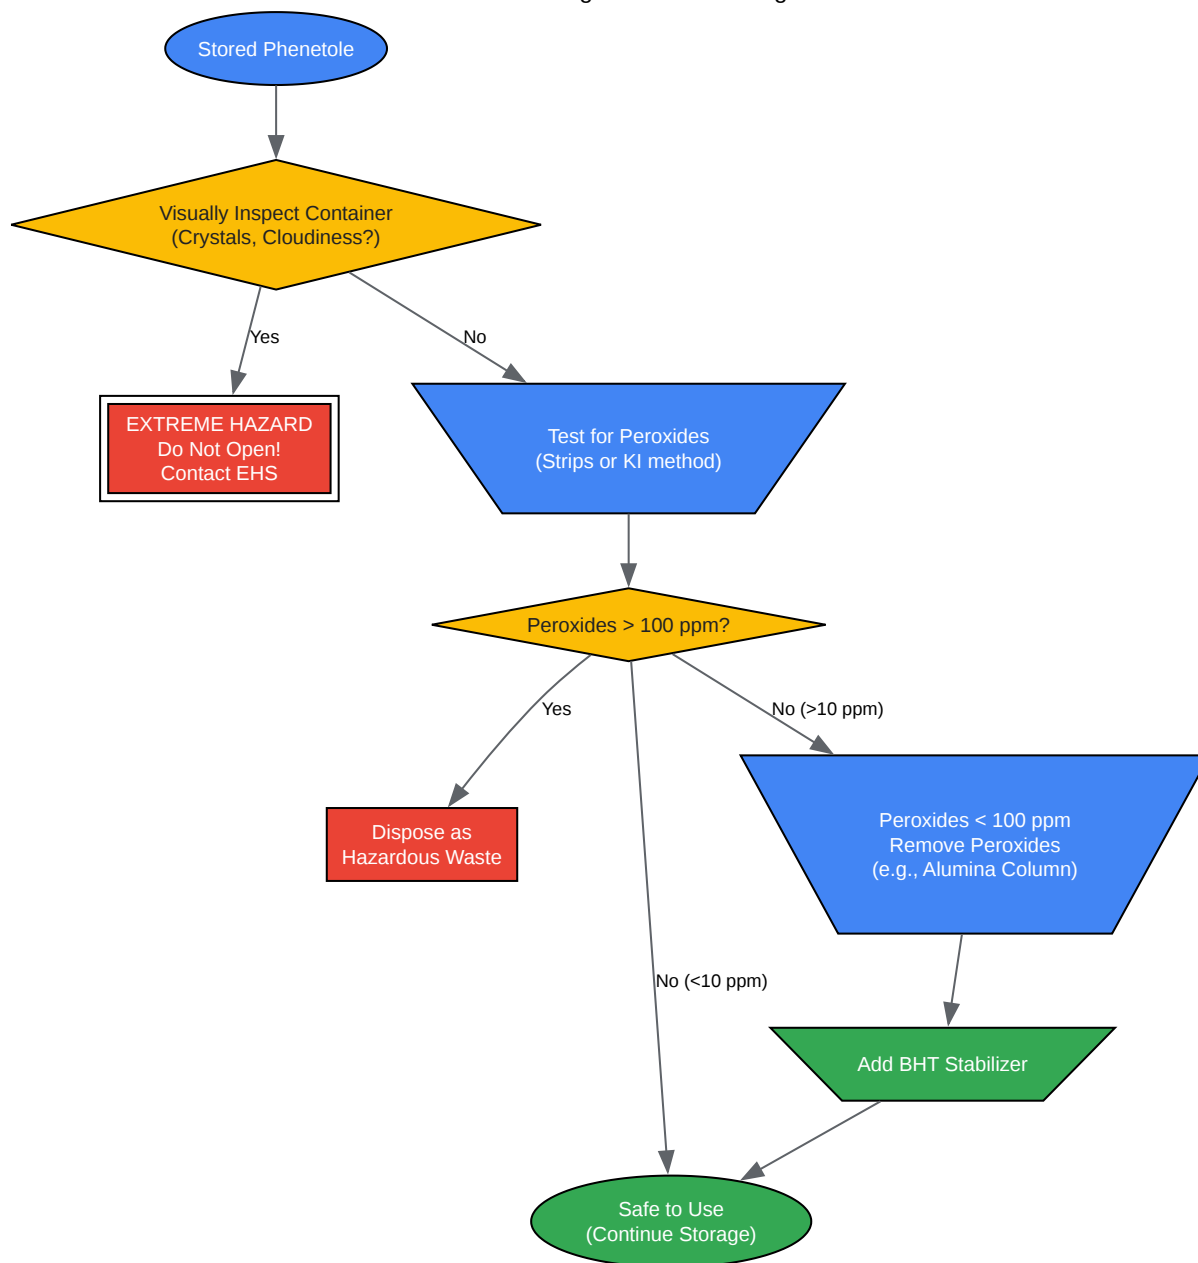 Stored Phenetole
Visually Inspect Container
(Crystals, Cloudiness?)
Yes
No
EXTREME HAZARD
Do Not Open!
Contact EHS
Test for Peroxides
(Strips or KI method)
Peroxides > 100 ppm?
Yes
No (>10 ppm)
Dispose as
Hazardous Waste
Peroxides < 100 ppm
Remove Peroxides
(e.g., Alumina Column)
No (<10 ppm)
Add BHT Stabilizer
Safe to Use
(Continue Storage)